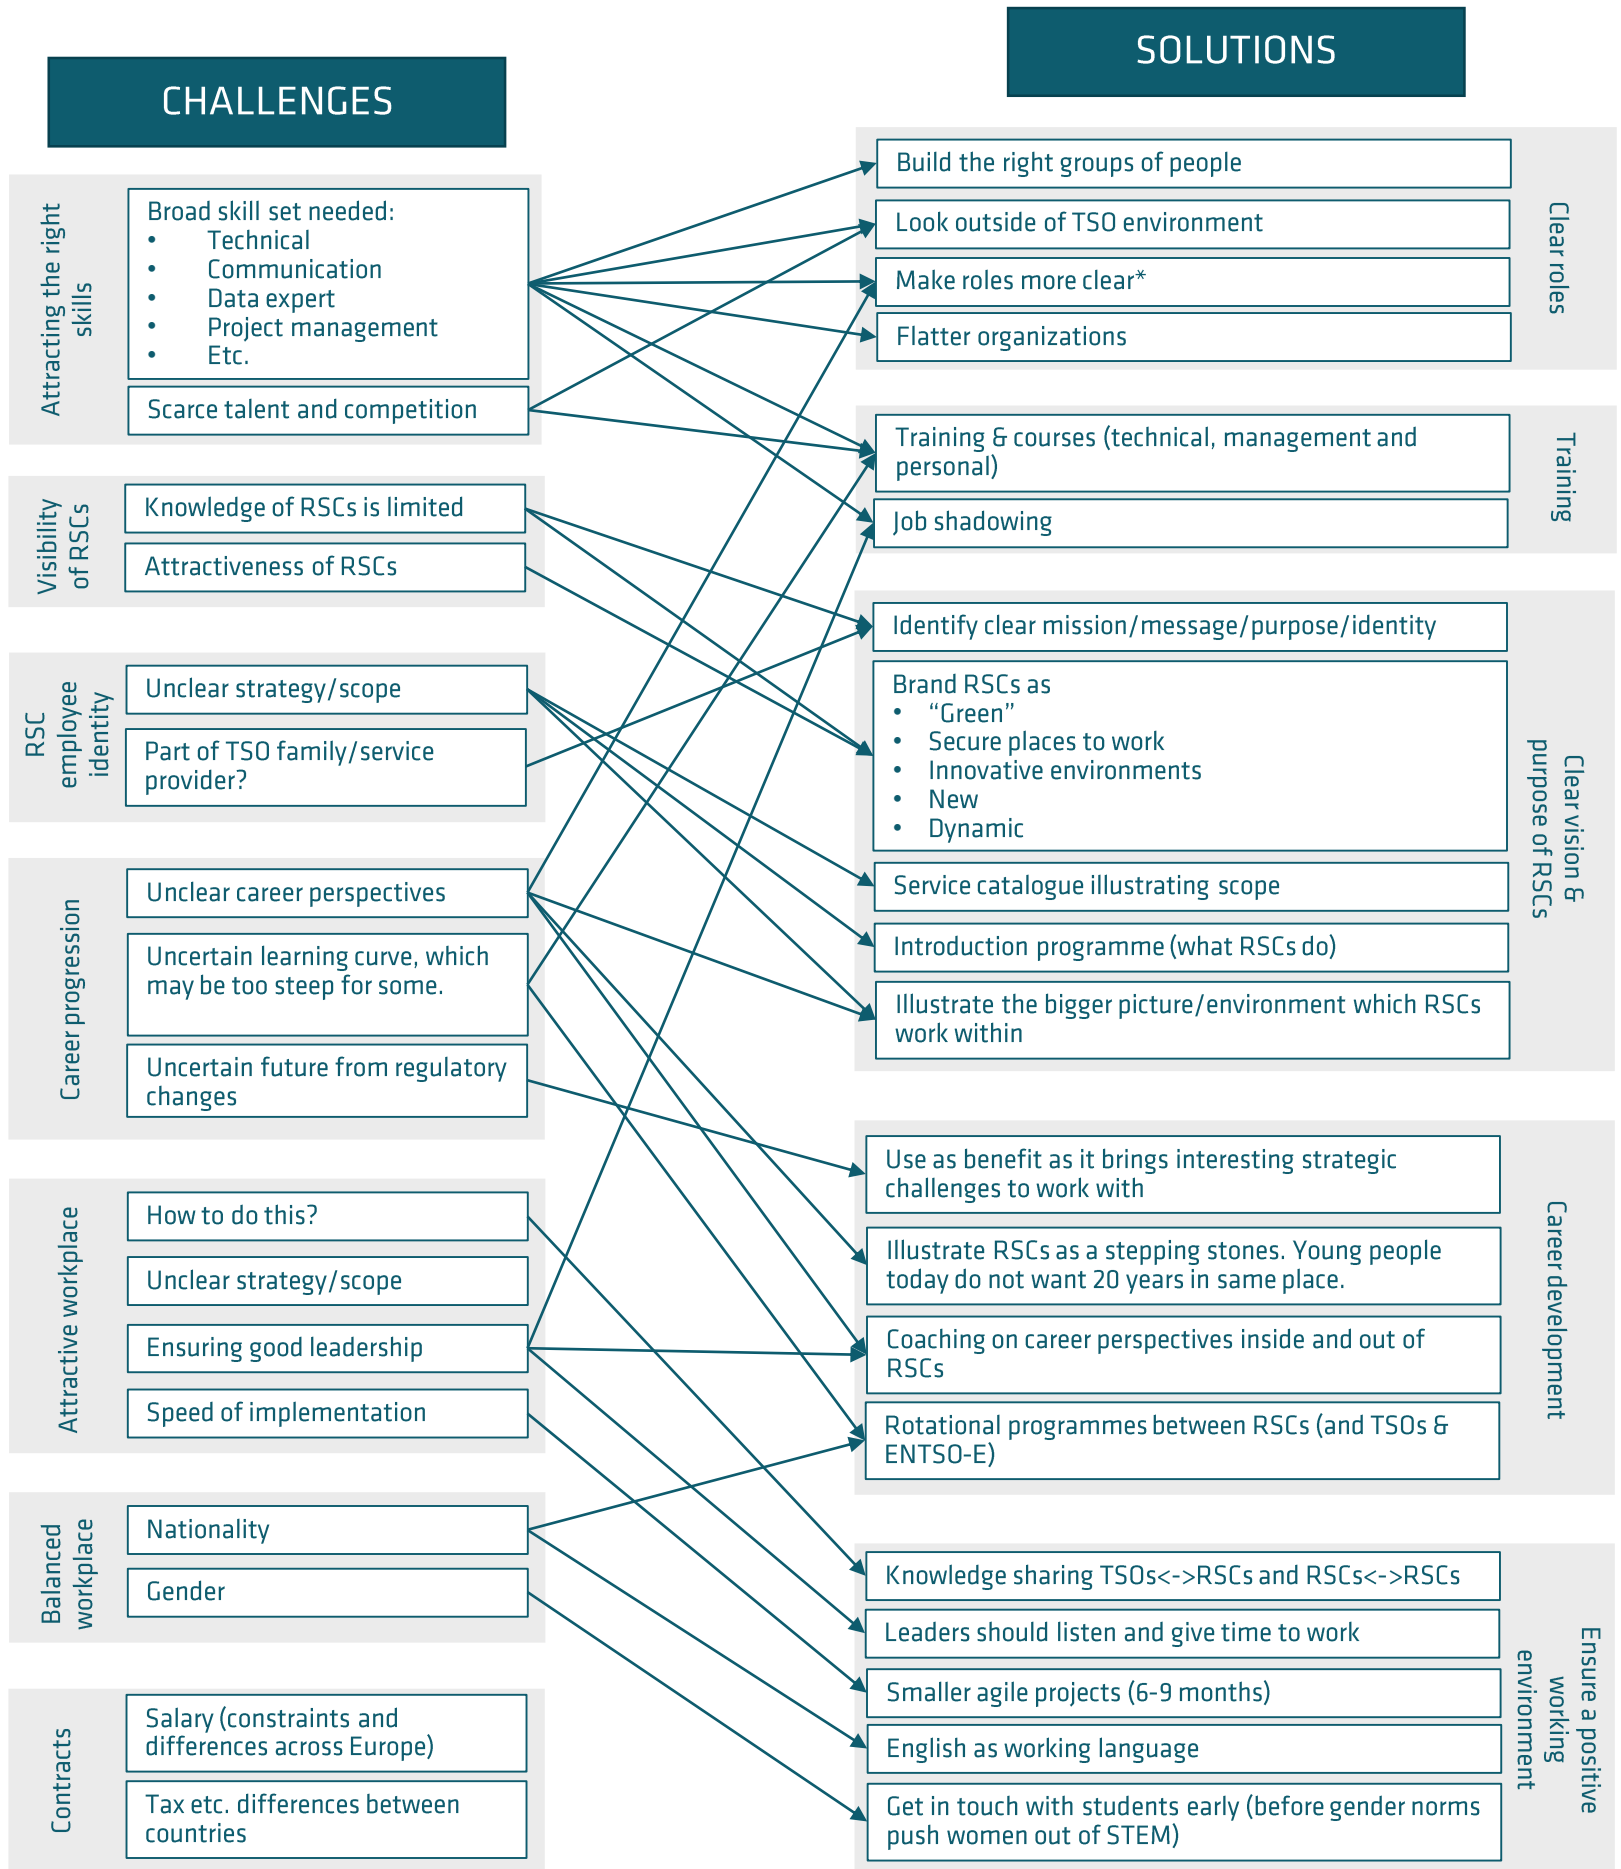 CHALLENGES
Attracting the right
skills
Broad skill set needed:
• Technical
• Communication
• Data expert
• Project management
• Etc.
Scarce talent and competition
Visibility
of RSCs
Knowledge of RSCs is limited
Attractiveness of RSCs
RSC
employee
identity
Unclear strategy/scope
Part of TSO family/service
provider?
Career progression
Unclear career perspectives
Uncertain learning curve, which
may be too steep for some.
Uncertain future from regulatory
changes
Attractive workplace
How to do this?
Unclear strategy/scope
Ensuring good leadership
Speed of implementation
Balanced
workplace
Nationality
Gender
Contracts
Salary (constraints and
differences across Europe)
Tax etc. differences between
countries
SOLUTIONS
Build the right groups of people
Look outside of TSO environment
Make roles more clear*
Flatter organizations
Clear roles
Training & courses (technical, management and
personal)
Job shadowing
Training
Identify clear mission/message/purpose/identity
Brand RSCs as
• “Green”
• Secure places to work
• Innovative environments
• New
• Dynamic
Service catalogue illustrating scope
Introduction programme (what RSCs do)
Illustrate the bigger picture/environment which RSCs
work within
Clear vision &
purpose of RSCs
Use as benefit as it brings interesting strategic
challenges to work with
Illustrate RSCs as a stepping stones. Young people
today do not want 20 years in same place.
Coaching on career perspectives inside and out of
RSCs
Rotational programmes between RSCs (and TSOs &
ENTSO-E)
Career development
Knowledge sharing TSOs<->RSCs and RSCs<->RSCs
Leaders should listen and give time to work
Smaller agile projects (6-9 months)
English as working language
Get in touch with students early (before gender norms
push women out of STEM)
Ensure a positive
working
environment